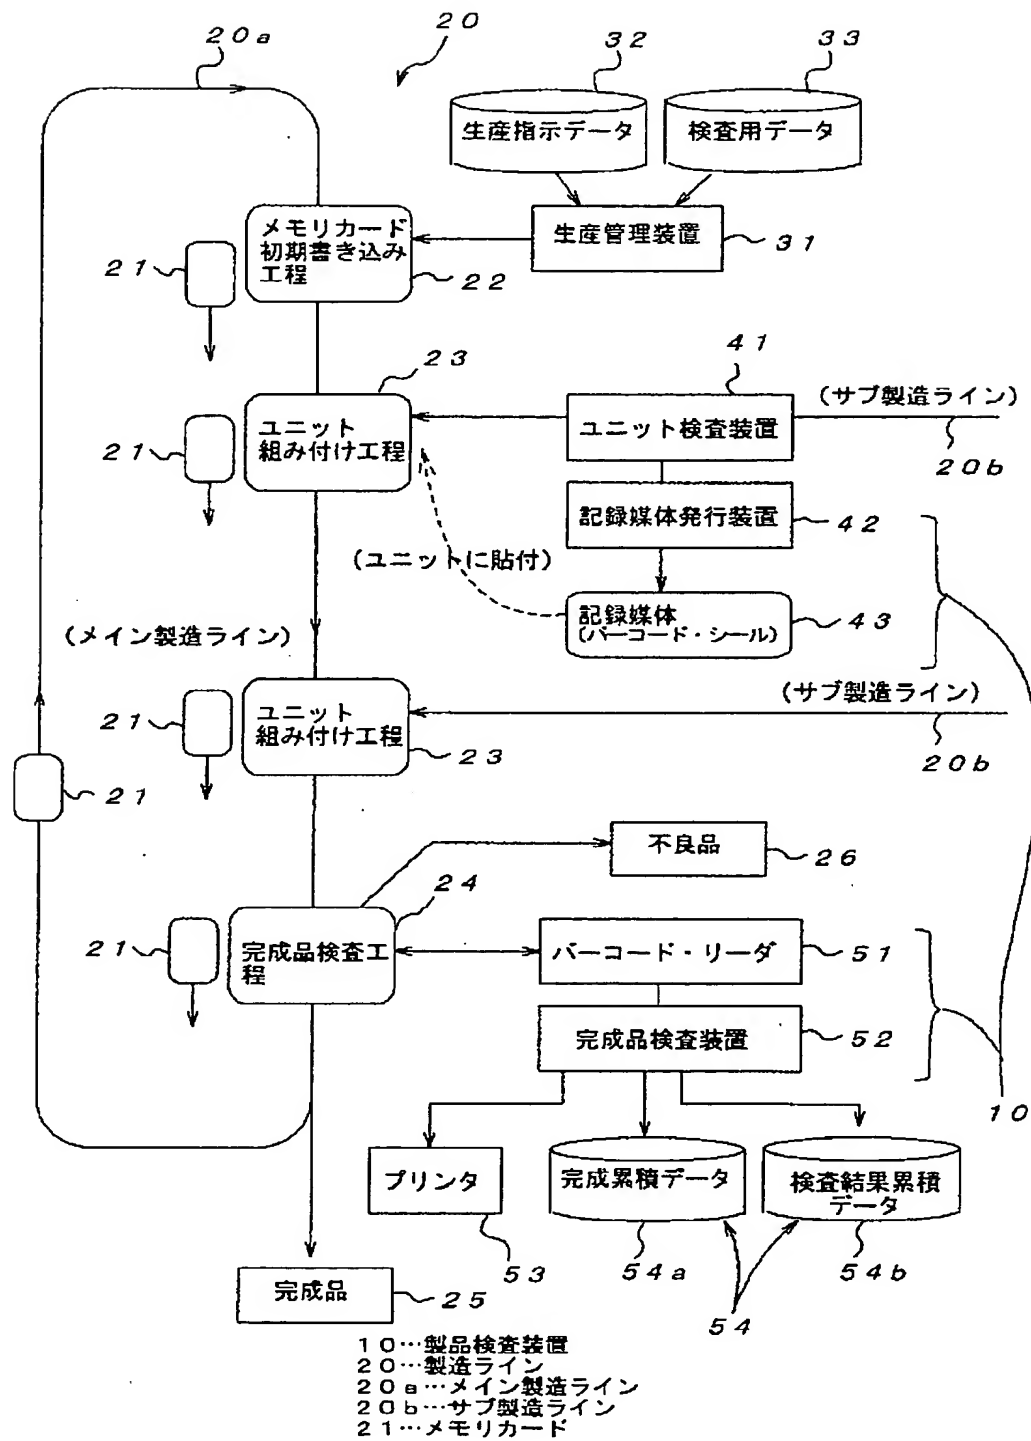 20a
20
32
33
生産指示データ
検査用データ
メモリカード
初期書き込み
工程
生産管理装置
31
21
22
23
41
(サブ製造ライン)
ユニット
組み付け工程
ユニット検査装置
21
20b
記録媒体発行装置
42
(ユニットに貼付)
記録媒体
(バーコード・シール)
43
(メイン製造ライン)
(サブ製造ライン)
21
ユニット
組み付け工程
23
20b
21
不良品
26
24
21
完成品検査工
程
バーコード・リーダ
51
完成品検査装置
52
10
プリンタ
完成累積データ
検査結果累積
データ
53
54a
54b
54
完成品
25
10…製品検査装置
20…製造ライン
20a…メイン製造ライン
20b…サブ製造ライン
21…メモリカード